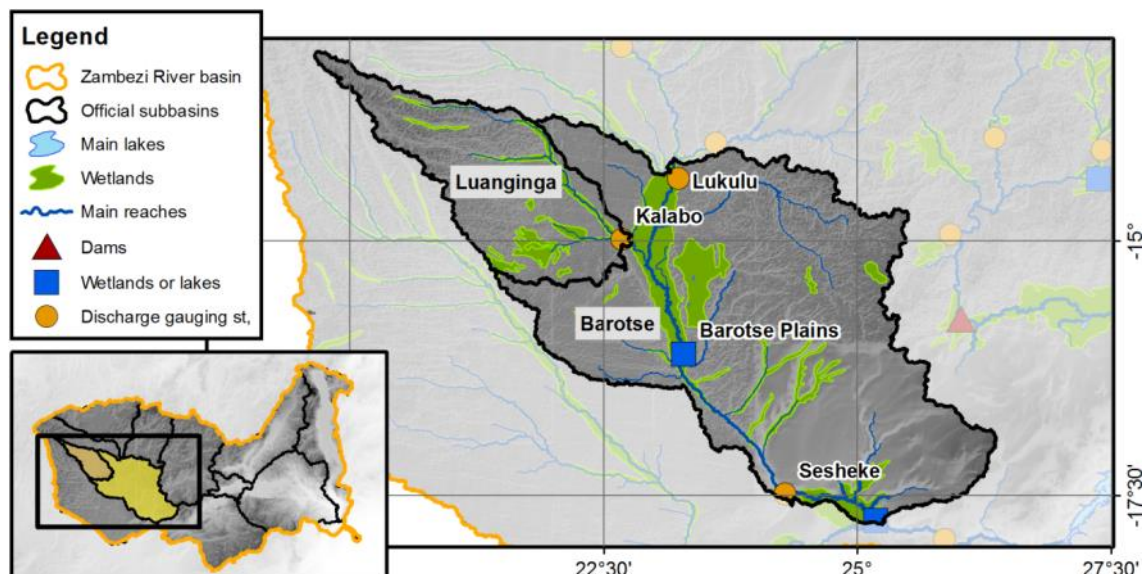 Legend
Zambezi River basin
Official subbasins
Main lakes
Wetlands
Main reaches
Dams
Wetlands or lakes
Discharge gauging st,
Luanginga
Lukulu
Kalabo
-15°
Barotse
Barotse Plains
Sesheke
-17°30'
22°30'
25°
27°30'